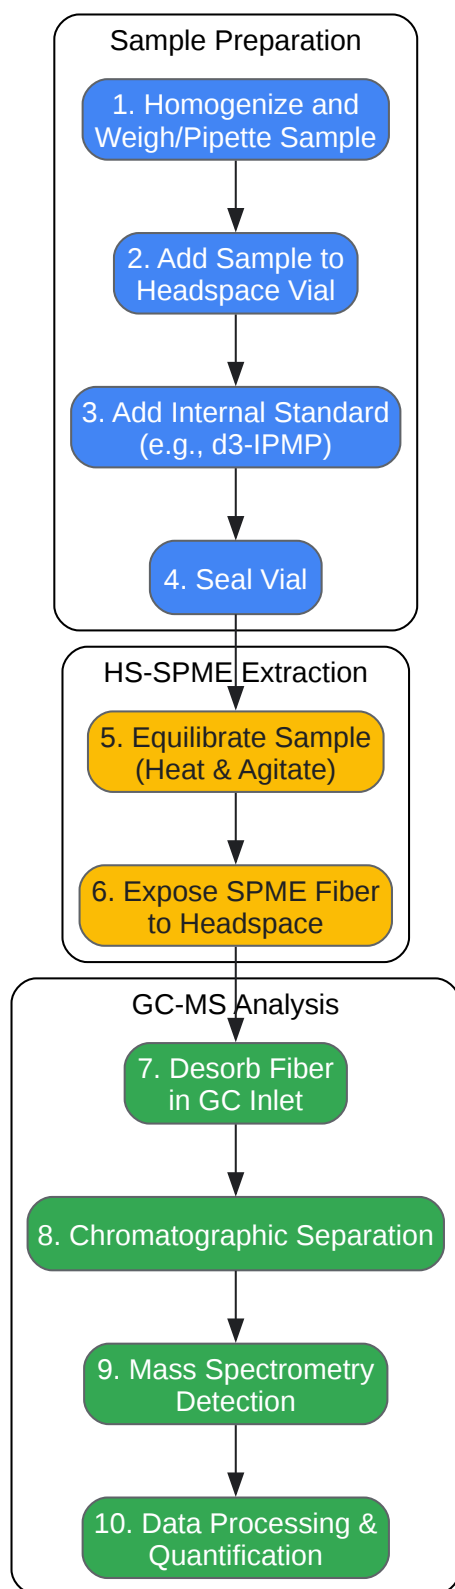 Sample Preparation
1. Homogenize and
Weigh/Pipette Sample
2. Add Sample to
Headspace Vial
3. Add Internal Standard
(e.g., d3-IPMP)
4. Seal Vial
HS-SPME Extraction
5. Equilibrate Sample
(Heat & Agitate)
6. Expose SPME Fiber
to Headspace
GC-MS Analysis
7. Desorb Fiber
in GC Inlet
8. Chromatographic Separation
9. Mass Spectrometry
Detection
10. Data Processing &
Quantification